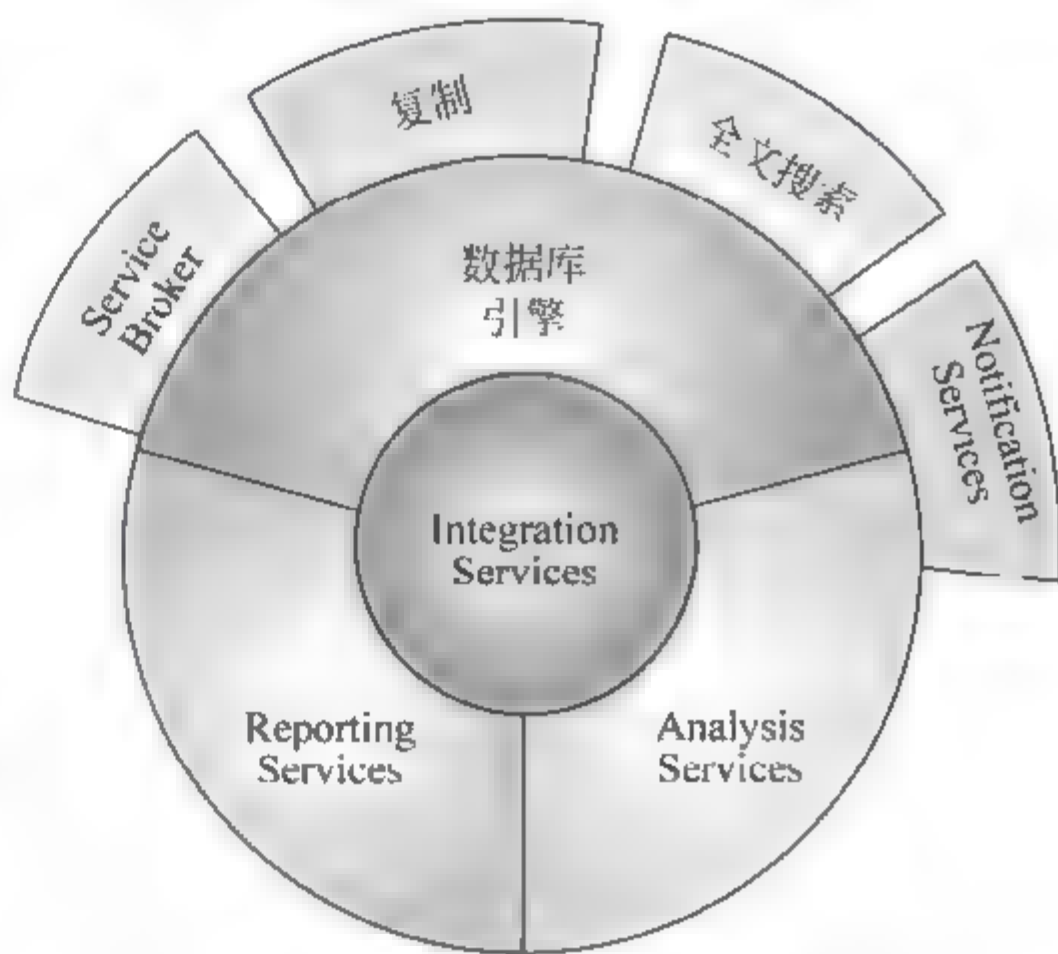 复制
全文搜索
Service
Broker
数据库
引擎
Notification
Services
Integration
Services
Reporting
Services
Analysis
Services